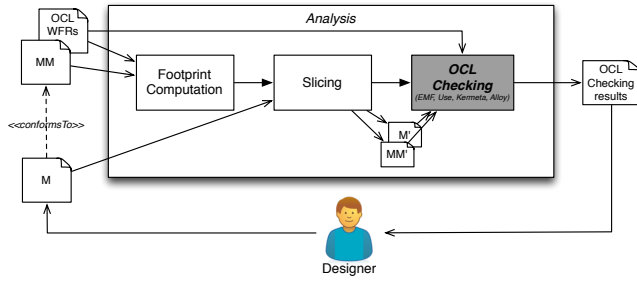 Analysis
OCL
WFRs
MM
Footprint
Computation
Slicing
OCL
Checking
(EMF, Use, Kermeta, Alloy)
OCL
Checking
results
<<conformsTo>>
M'
MM'
M
Designer